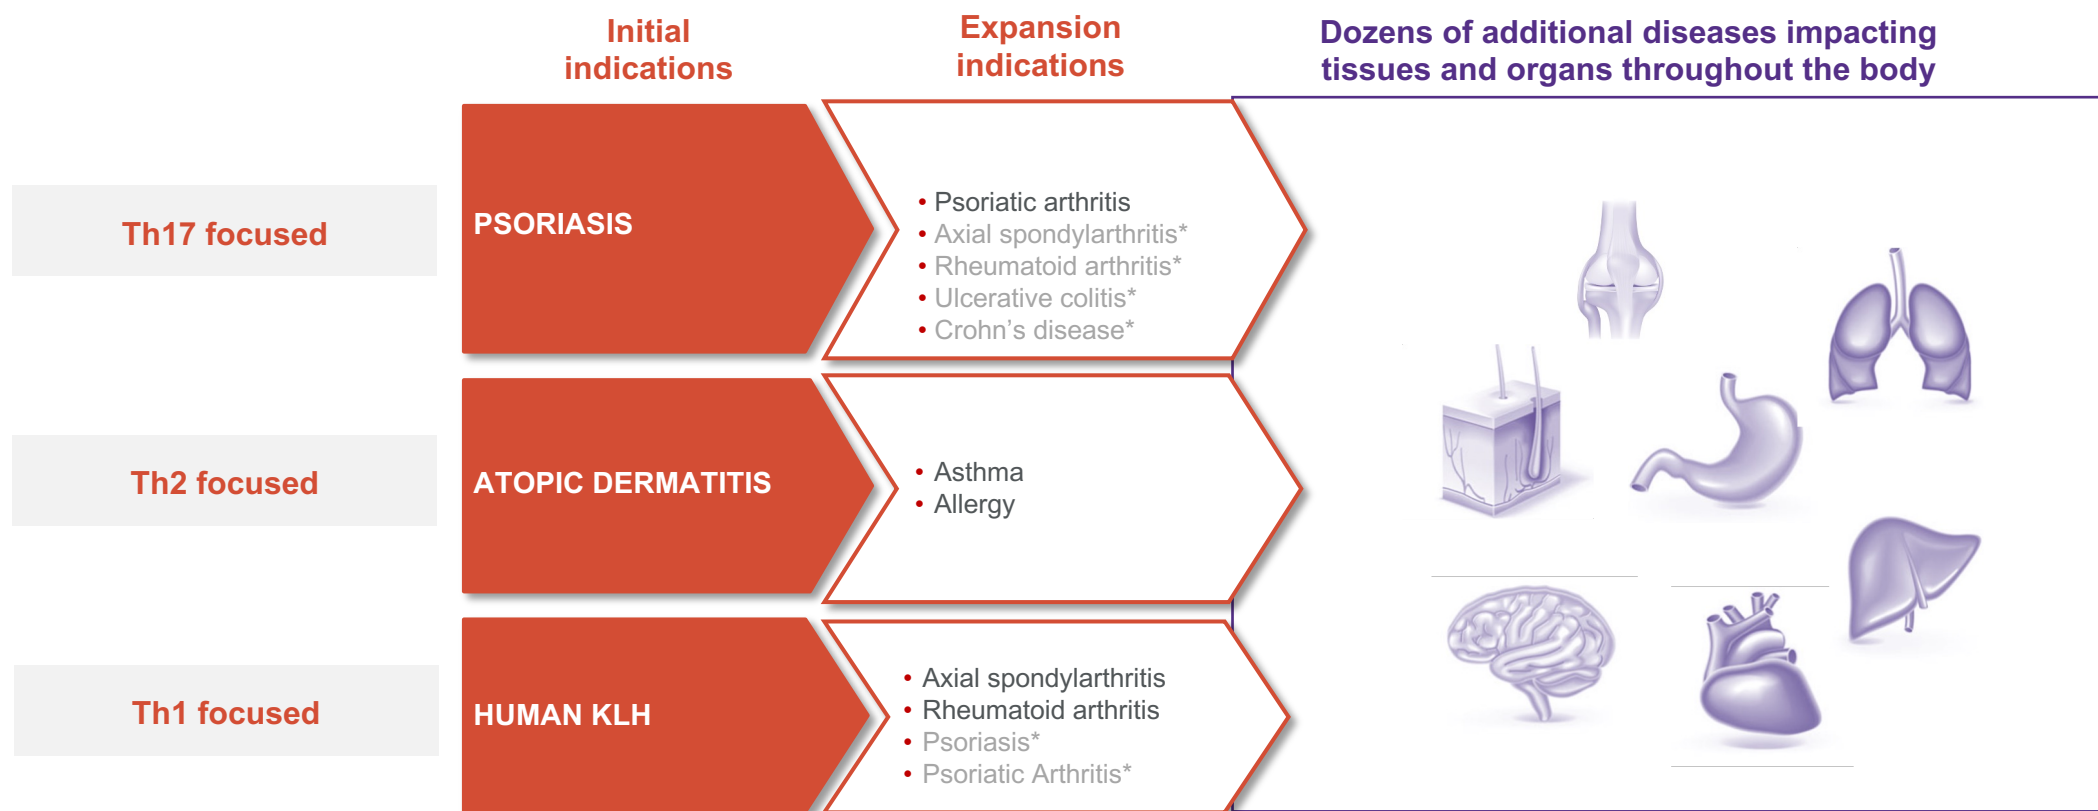 Initial
indications
Expansion
indications
Dozens of additional diseases impacting
tissues and organs throughout the body
Th17 focused
PSORIASIS
• Psoriatic arthritis
• Axial spondylarthritis*
• Rheumatoid arthritis*
• Ulcerative colitis*
• Crohn’s disease*
Th2 focused
ATOPIC DERMATITIS
• Asthma
• Allergy
Th1 focused
HUMAN KLH
• Axial spondylarthritis
• Rheumatoid arthritis
• Psoriasis*
• Psoriatic Arthritis*